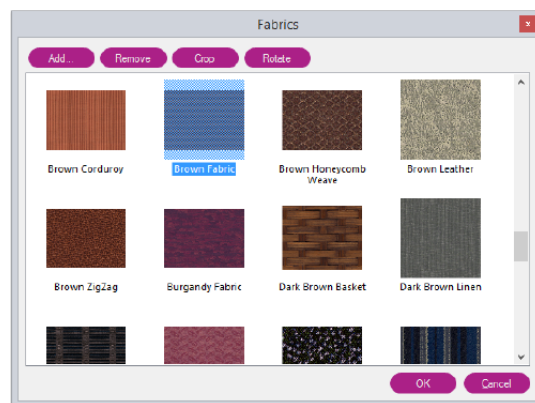 Fabrics
x
Add... Remove Crop Rotate
Brown Corduroy Brown Fabric Brown Honeycomb Brown Leather
Weave
Brown ZigZag Burgandy Fabric Dark Brown Basket Dark Brown Linen
OK Cancel